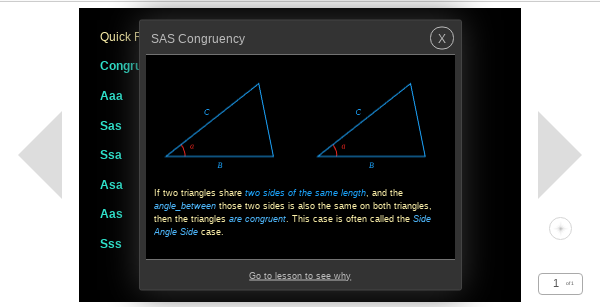 Quick
SAS Congruency
X
Congru
Aaa
Sas
Ssa
Asa
Aas
Sss
C
θ
B
C
θ
B
If two triangles share two sides of the same length, and the
angle_between those two sides is also the same on both triangles,
then the triangles are congruent. This case is often called the Side
Angle Side case.
Go to lesson to see why
1 of 1